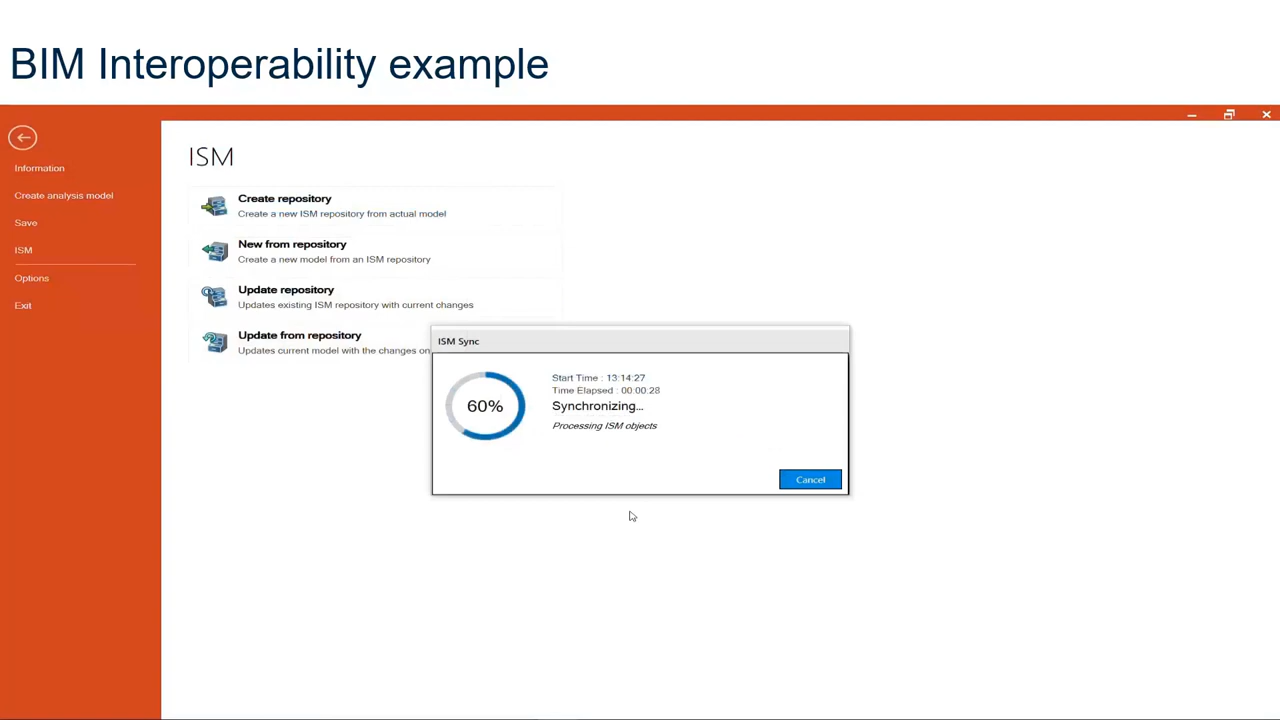 BIM Interoperability example
Information
Create analysis model
Save
ISM
Options
Exit
ISM
Create repository
Create a new ISM repository from actual model
New from repository
Create a new model from an ISM repository
Update repository
Updates existing ISM repository with current changes
Update from repository
Updates current model with the changes on
ISM Sync
60%
Start Time : 13:14:27
Time Elapsed : 00:00:28
Synchronizing...
Processing ISM objects
Cancel